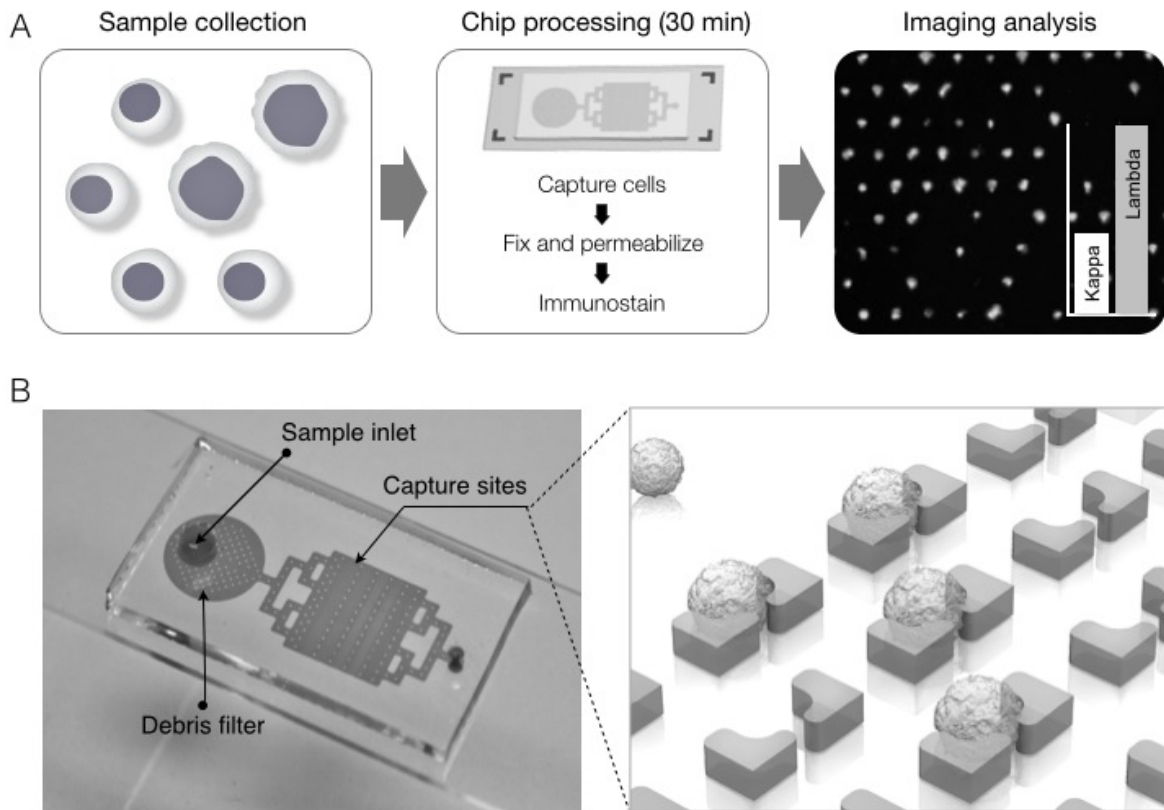 A
Sample collection
Chip processing (30 min)
Imaging analysis
Capture cells
Fix and permeabilize
Immunostain
Kappa
Lambda
B
Sample inlet
Capture sites
Debris filter